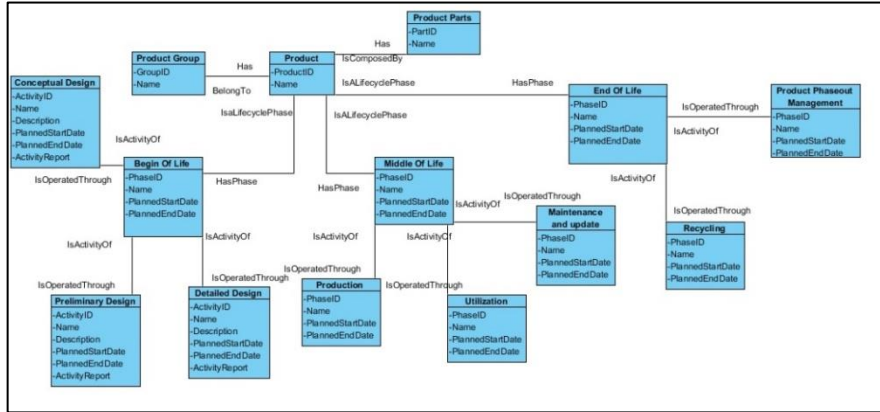 Product Parts
-PartID
-Name
Has
IsComposedBy
Product Group
-GroupID
-Name
Has
BelongTo
Product
-ProductID
-Name
IsALifecyclePhase
HasPhase
IsaLifecyclePhase
IsALifecyclePhase
Conceptual Design
-ActivityID
-Name
-Description
-PlannedStartDate
-PlannedEndDate
-ActivityReport
IsActivityOf
IsOperatedThrough
End Of Life
-PhaseID
-Name
-PlannedStartDate
-PlannedEndDate
IsOperatedThrough
IsActivityOf
Product Phaseout
Management
-PhaseID
-Name
-PlannedStartDate
-PlannedEndDate
Begin Of Life
-PhaseID
-Name
-PlannedStartDate
-PlannedEndDate
HasPhase
HasPhase
Middle Of Life
-PhaseID
-Name
-PlannedStartDate
-PlannedEndDate
IsOperatedThrough
IsActivityOf
Maintenance
and update
-PhaseID
-Name
-PlannedStartDate
-PlannedEndDate
IsActivityOf
IsOperatedThrough
Recycling
-PhaseID
-Name
-PlannedStartDate
-PlannedEndDate
IsActivityOf
IsOperatedThrough
Preliminary Design
-ActivityID
-Name
-Description
-PlannedStartDate
-PlannedEndDate
-ActivityReport
IsActivityOf
IsOperatedThrough
Detailed Design
-ActivityID
-Name
-Description
-PlannedStartDate
-PlannedEndDate
-ActivityReport
IsActivityOf
IsOperatedThrough
Production
-PhaseID
-Name
-PlannedStartDate
-PlannedEndDate
IsActivityOf
IsOperatedThrough
Utilization
-PhaseID
-Name
-PlannedStartDate
-PlannedEndDate